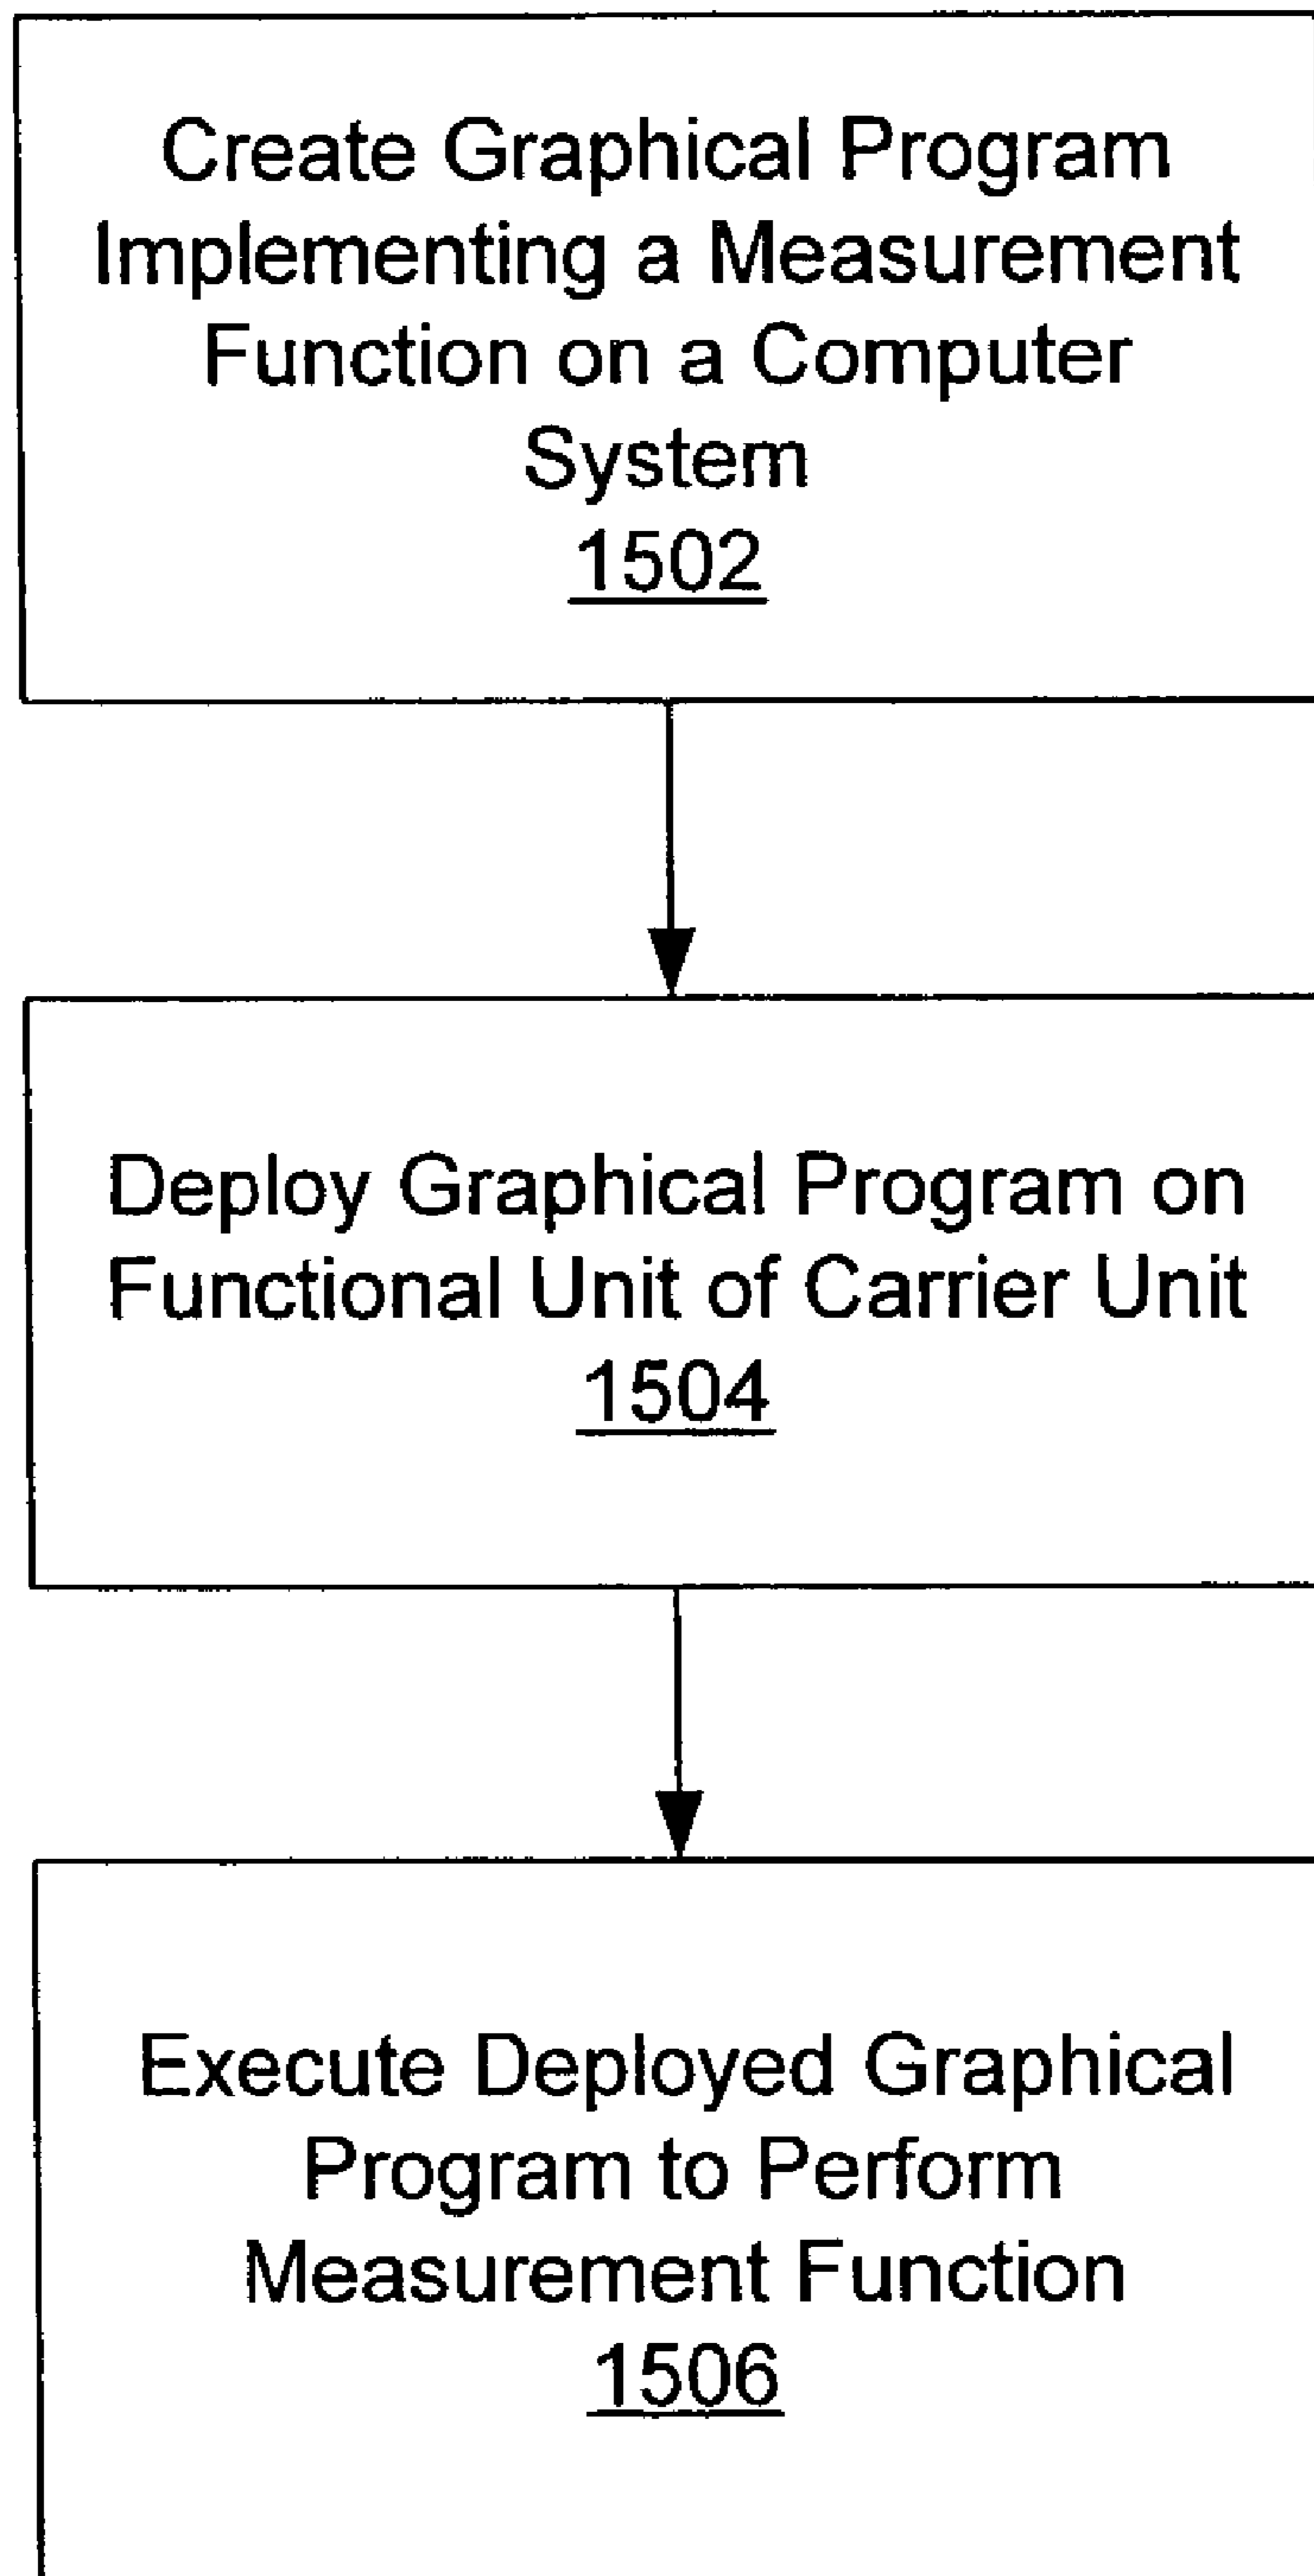 Create Graphical Program
Implementing a Measurement
Function on a Computer
System
1502
Deploy Graphical Program on
Functional Unit of Carrier Unit
1504
Execute Deployed Graphical
Program to Perform
Measurement Function
1506